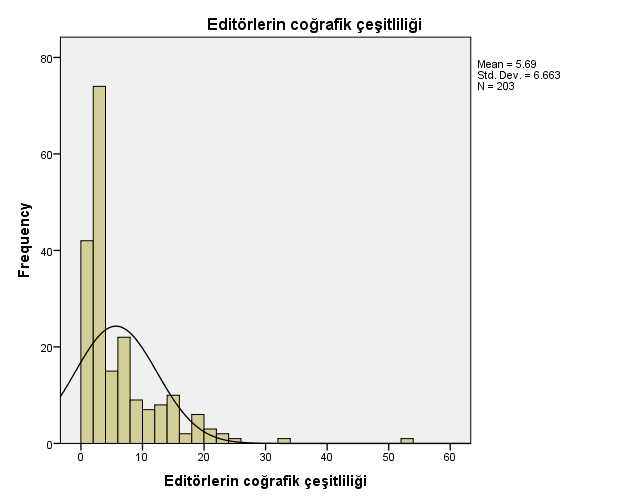 Editörlerin coğrafik çeşitliliği
Mean = 5.69
Std. Dev. = 6.663
N = 203
80
60
40
20
0
Frequency
0 10 20 30 40 50 60
Editörlerin coğrafik çeşitliliği